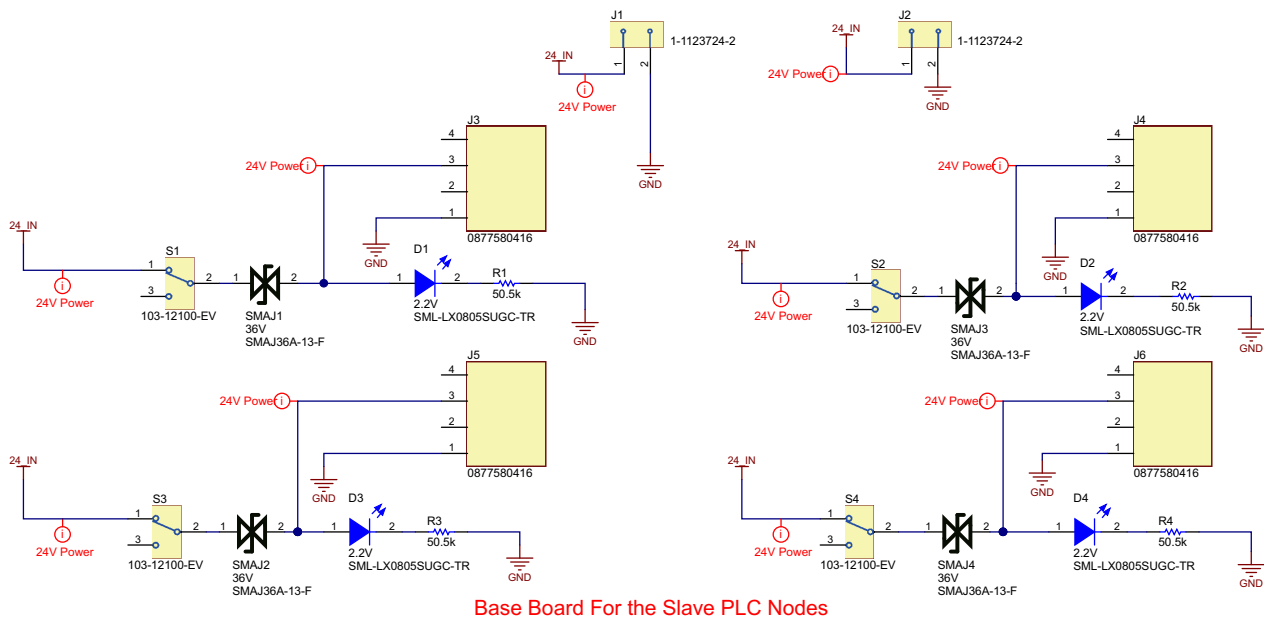 J1
1-1123724-2
24_IN
1
2
24V Power
GND
J2
1-1123724-2
24_IN
24V Power
1
2
GND
J3
4
3
2
1
0877580416
24V Power
GND
24_IN
24V Power
S1
1
2
3
103-12100-EV
1
2
SMAJ1
36V
SMAJ36A-13-F
D1
1
2
2.2V
SML-LX0805SUGC-TR
R1
50.5k
GND
J4
4
3
2
1
0877580416
24V Power
GND
24_IN
24V Power
S2
1
2
3
103-12100-EV
1
2
SMAJ3
36V
SMAJ36A-13-F
D2
1
2
2.2V
SML-LX0805SUGC-TR
R2
50.5k
GND
J5
4
3
2
1
0877580416
24V Power
GND
24_IN
24V Power
S3
1
2
3
103-12100-EV
1
2
SMAJ2
36V
SMAJ36A-13-F
D3
1
2
2.2V
SML-LX0805SUGC-TR
R3
50.5k
GND
J6
4
3
2
1
0877580416
24V Power
GND
24_IN
24V Power
S4
1
2
3
103-12100-EV
1
2
SMAJ4
36V
SMAJ36A-13-F
D4
1
2
2.2V
SML-LX0805SUGC-TR
R4
50.5k
GND
Base Board For the Slave PLC Nodes